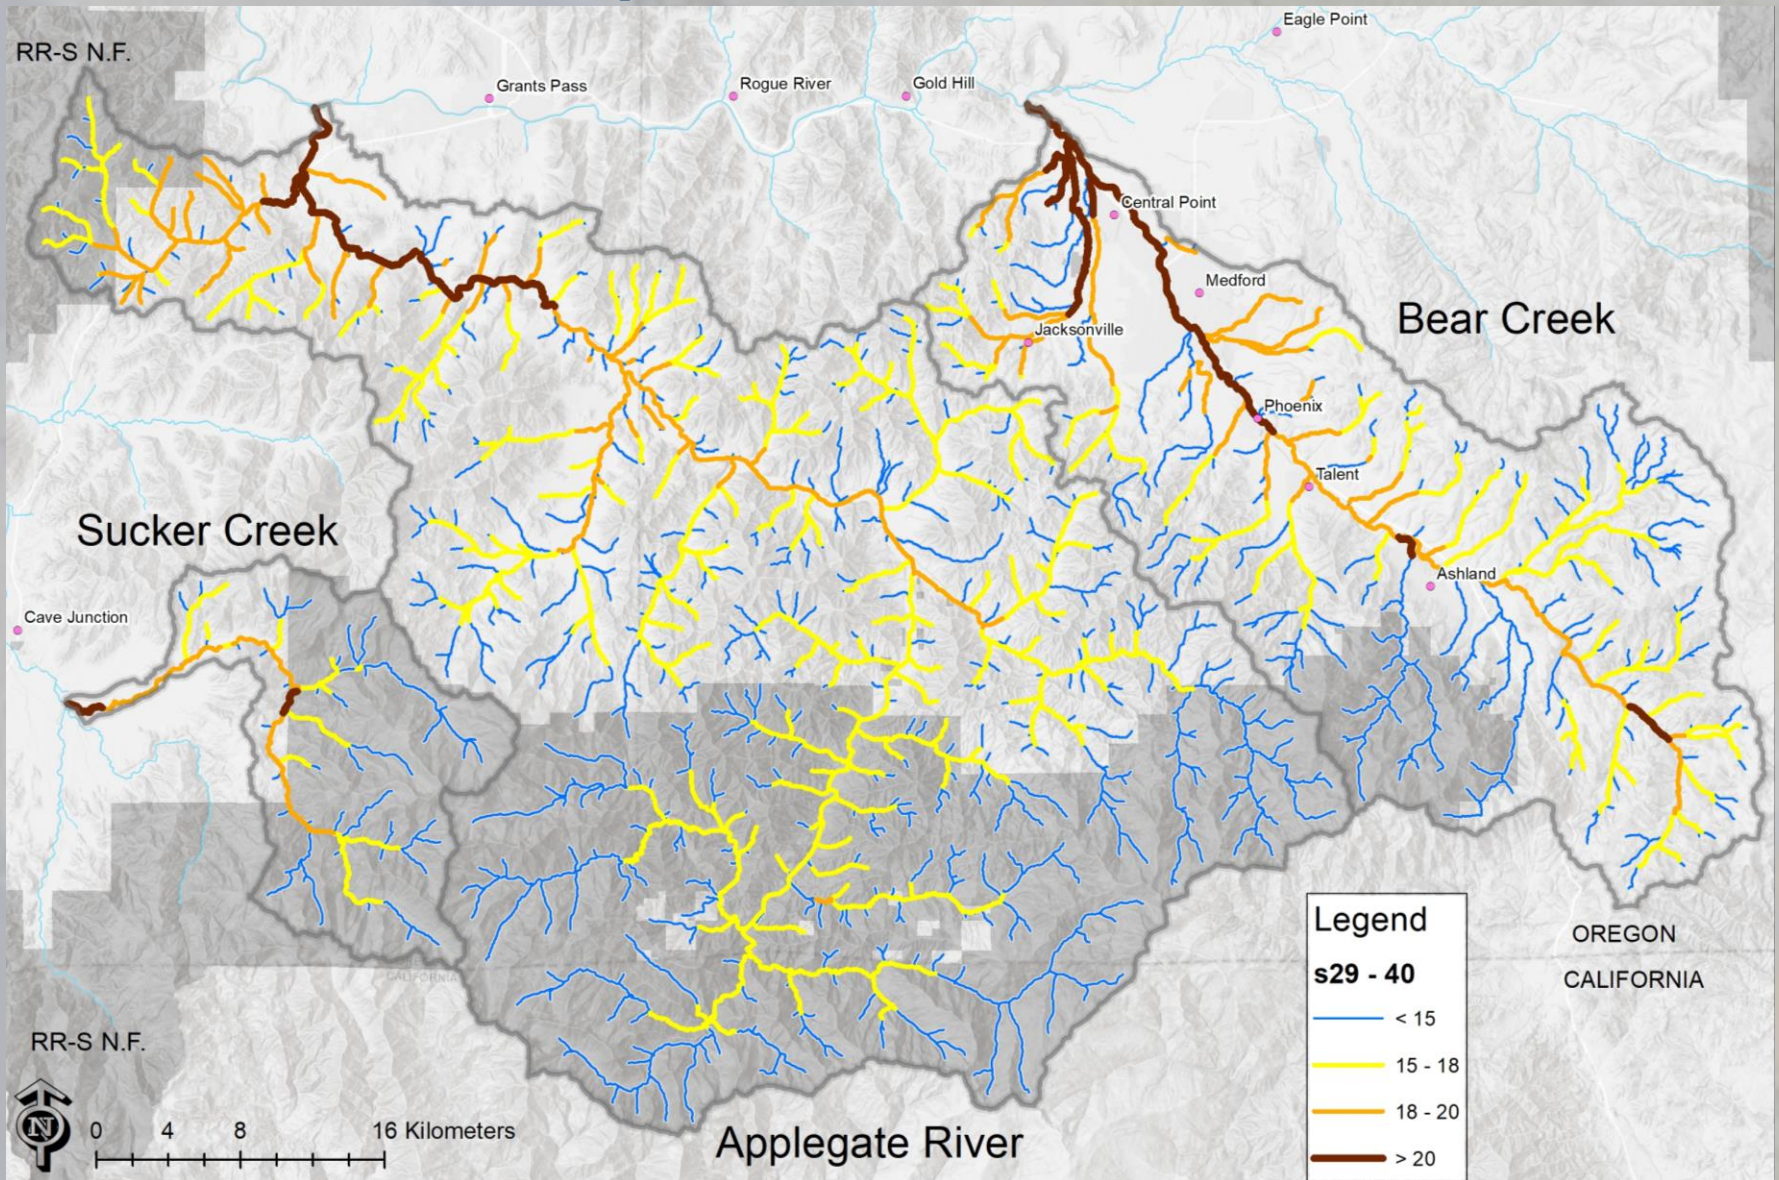 Eagle Point
RR-S N.F.
Grants Pass
Rogue River
Gold Hill
Central Point
Medford
Bear Creek
Jacksonville
Phoenix
Talent
Sucker Creek
Ashland
Cave Junction
Legend
OREGON
s29 - 40
CALIFORNIA
CALIFORNIA
< 15
RR-S N.F.
15 - 18
18 - 20
0 4 8 16 Kilometers
N
Applegate River
> 20